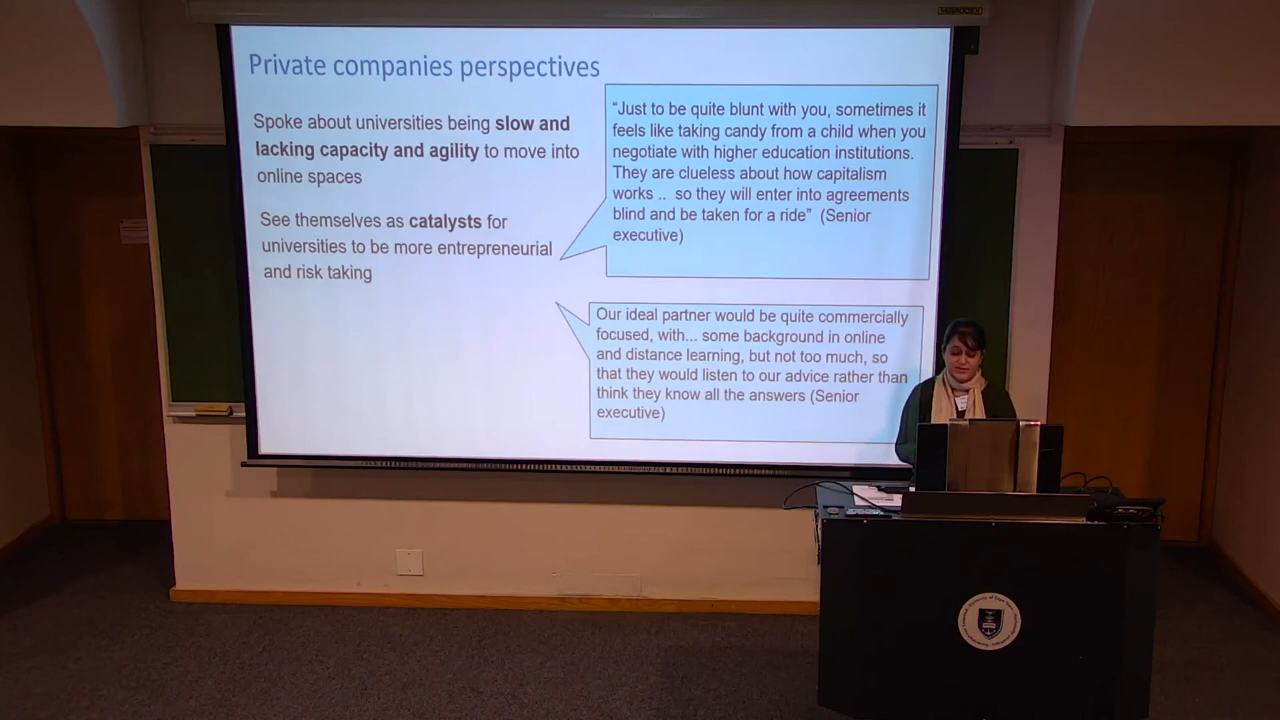 Private companies perspectives
Spoke about universities being slow and
lacking capacity and agility to move into
online spaces
See themselves as catalysts for
universities to be more entrepreneurial
and risk taking
“Just to be quite blunt with you, sometimes it
feels like taking candy from a child when you
negotiate with higher education institutions.
They are clueless about how capitalism
works .. so they will enter into agreements
blind and be taken for a ride” (Senior
executive)
Our ideal partner would be quite commercially
focused, with... some background in online
and distance learning, but not too much, so
that they would listen to our advice rather than
think they know all the answers (Senior
executive)